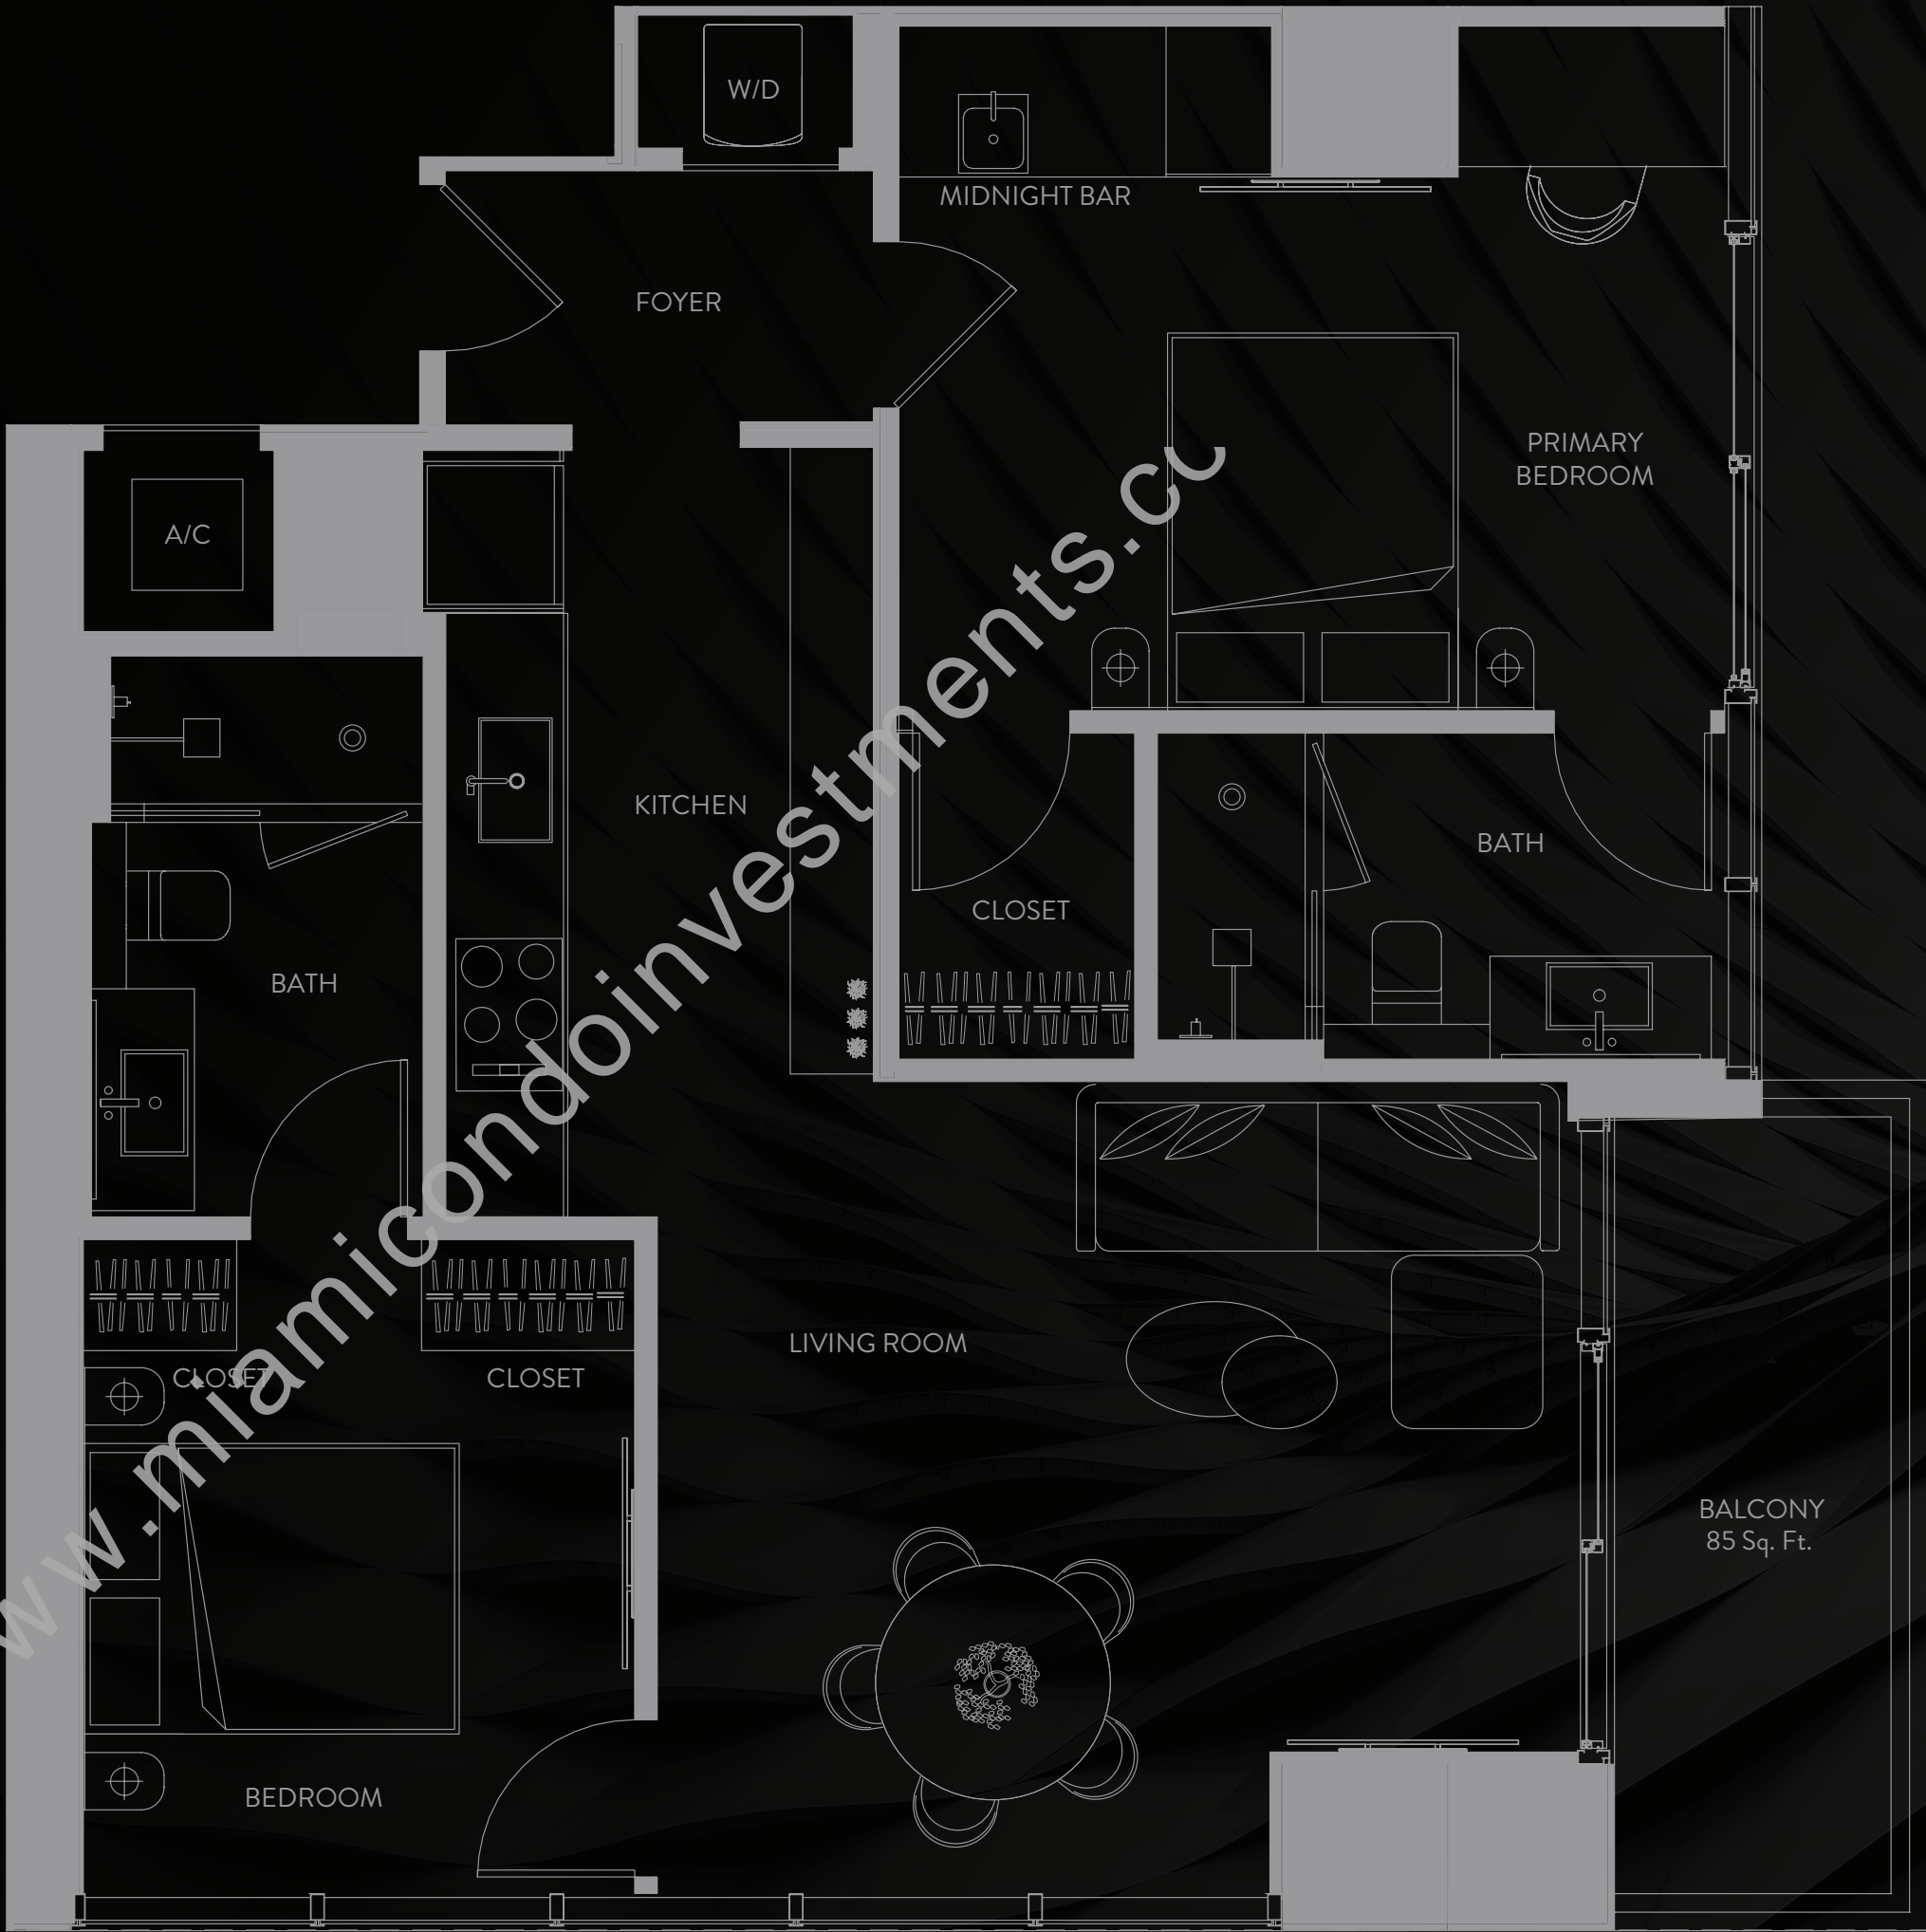 W/D
MIDNIGHT BAR
FOYER
PRIMARY
BEDROOM
A/C
KITCHEN
BATH
CLOSET
BATH
CLOSET
CLOSET
LIVING ROOM
BALCONY
85 Sq. Ft.
BEDROOM
w.miamicondoinvestments.cc